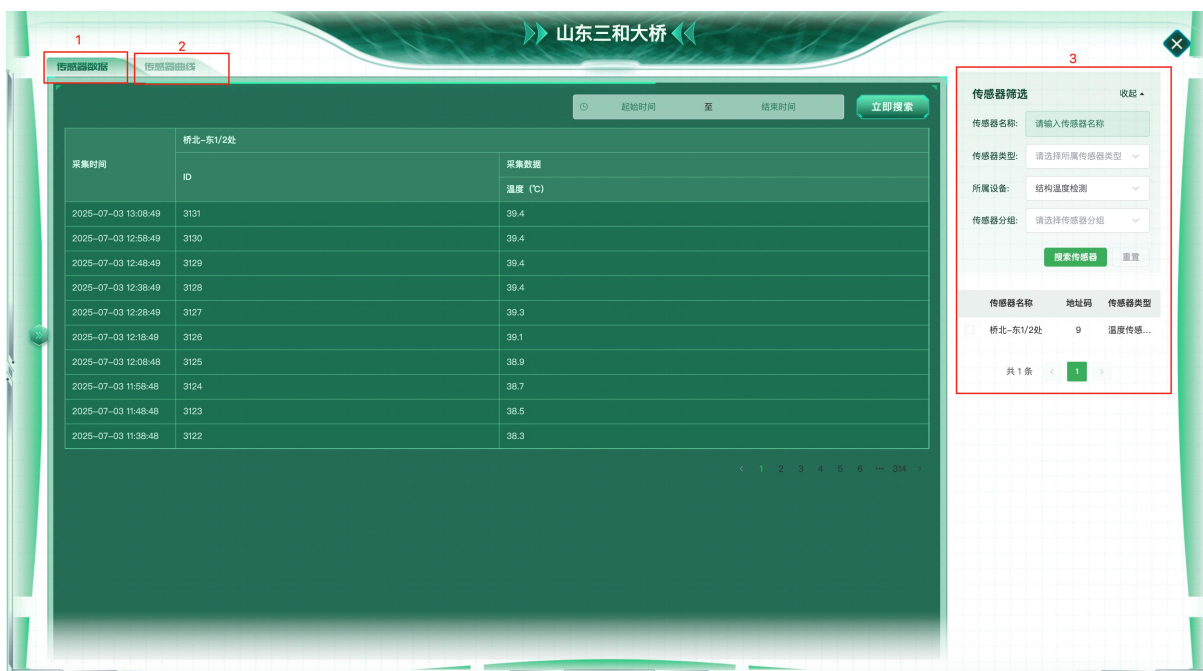 山东三和大桥
1
2
3
传感器数据
传感器曲线
起始时间 至 结束时间 立即搜索
采集时间 桥北-东1/2处
ID 采集数据
温度（℃）
2025-07-03 13:08:49 3131 39.4
2025-07-03 12:58:49 3130 39.4
2025-07-03 12:48:49 3129 39.4
2025-07-03 12:38:49 3128 39.4
2025-07-03 12:28:49 3127 39.3
2025-07-03 12:18:49 3126 39.1
2025-07-03 12:08:48 3125 38.9
2025-07-03 11:58:48 3124 38.7
2025-07-03 11:48:48 3123 38.5
2025-07-03 11:38:48 3122 38.3
< 1 2 3 4 5 6 ··· 314 >
传感器筛选 收起
传感器名称: 请输入传感器名称
传感器类型: 请选择所属传感器类型
所属设备: 结构温度检测
传感器分组: 请选择传感器分组
搜索传感器 重置
传感器名称 地址码 传感器类型
桥北-东1/2处 9 温度传感...
共 1 条 < 1 >